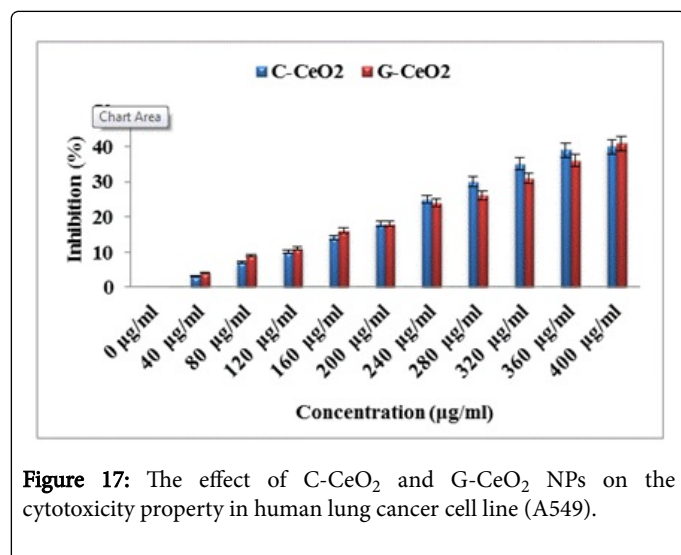 C-CeO2 G-CeO2
Chart Area
40
30
20
10
0
Inhibition (%)
0 µg/ml
40 µg/ml
80 µg/ml
120 µg/ml
160 µg/ml
200 µg/ml
240 µg/ml
280 µg/ml
320 µg/ml
360 µg/ml
400 µg/ml
Concentration (µg/ml)
Figure 17: The effect of C-CeO₂ and G-CeO₂ NPs on the
cytotoxicity property in human lung cancer cell line (A549).